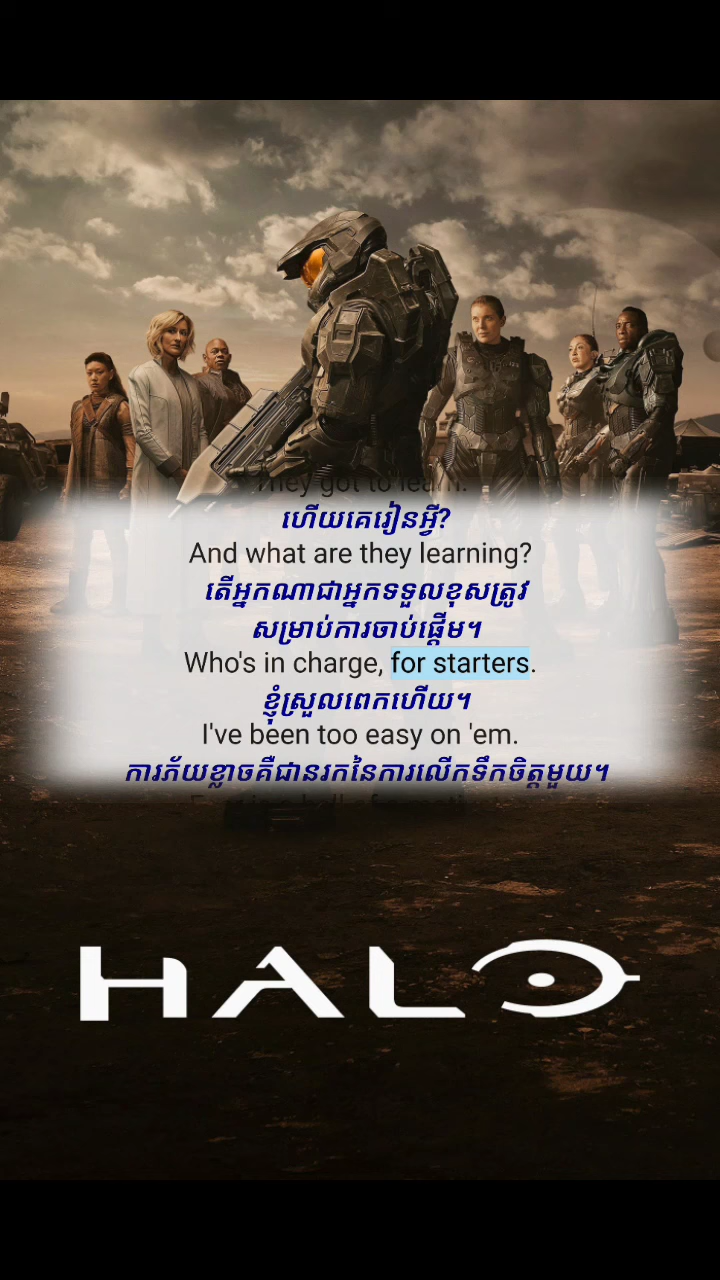 They got to learn.
ហើយគេរៀនអ្វី?
And what are they learning?
តើអ្នកណាជាអ្នកទទួលខុសត្រូវ
សម្រាប់ការចាប់ផ្តើម។
Who's in charge, for starters.
ខ្ញុំស្រួលពេកហើយ។
I've been too easy on 'em.
ការភ័យខ្លាចគឺជានរកនៃការលើកទឹកចិត្តមួយ។
HALO